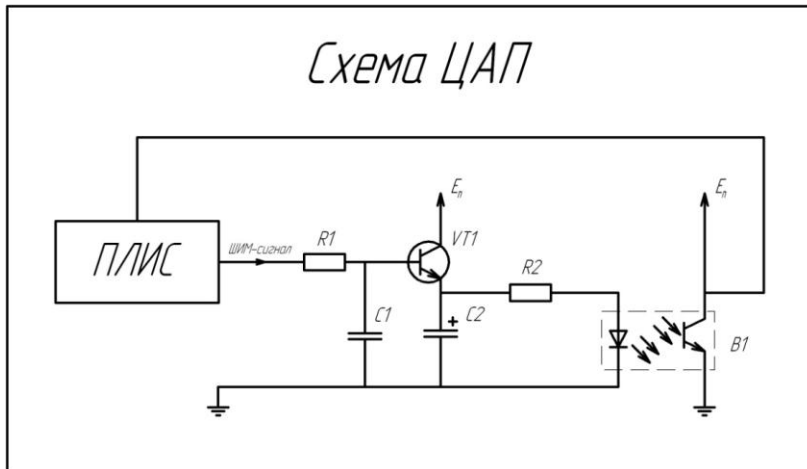 Схема ЦАП
Eп
Eп
ПЛИС
ШИМ-сигнал
R1
VT1
R2
C1
C2
+
B1